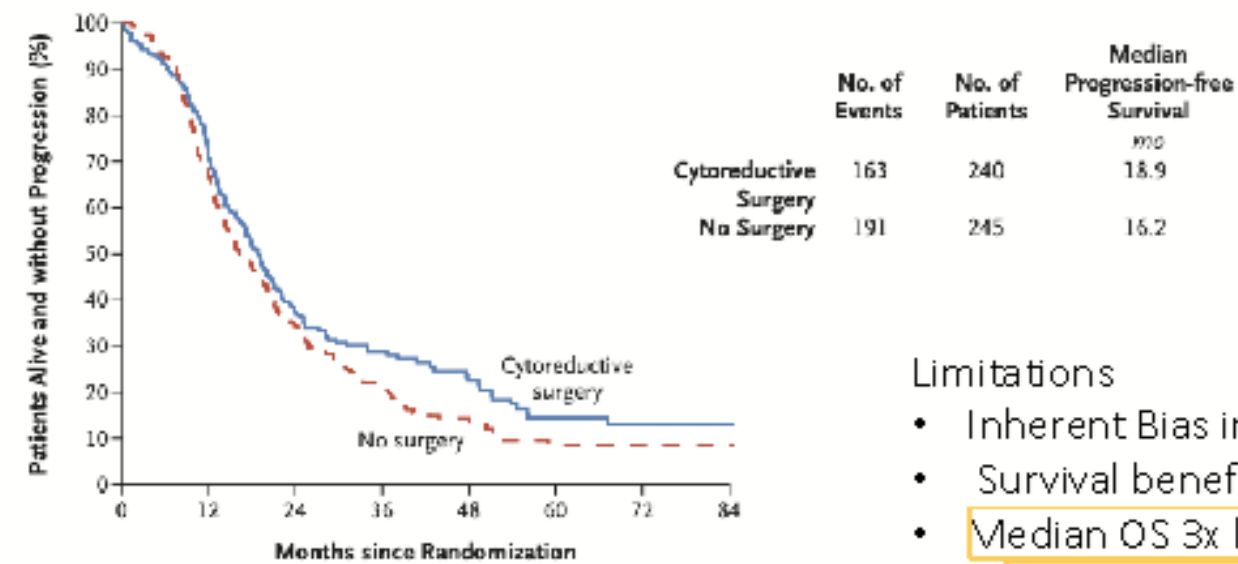 Patients Alive and without Progression (%)
100
90
80
70
60
50
40
30
20
10
0
0 12 24 36 48 60 72 84
Months since Randomization
Cytoreductive
surgery
No surgery
Median
No. of No. of Progression-free
Events Patients Survival
mo
Cytoreductive 163 240 18.9
Surgery
No Surgery 191 245 16.2
Limitations
• Inherent Bias
• Survival
• Median OS 3x